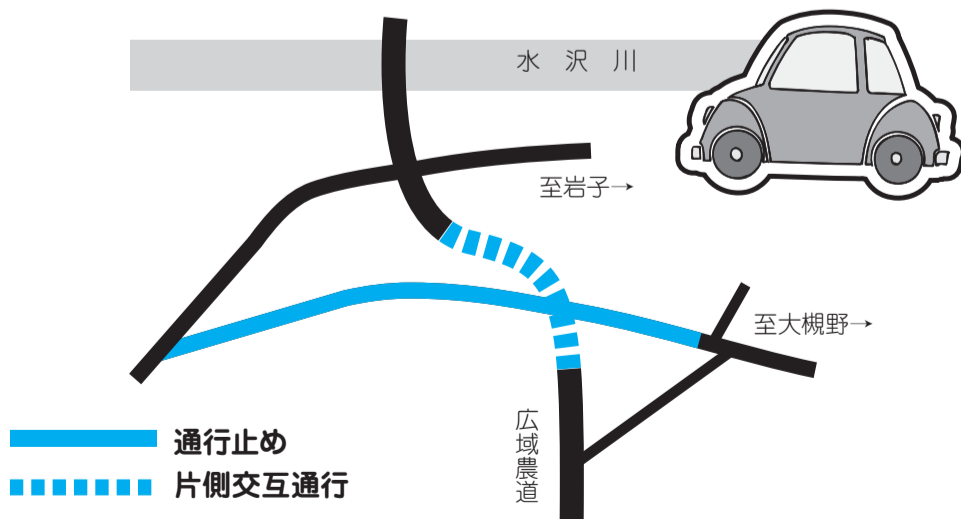 水沢川
至岩子→
至大槻野→
広域農道
通行止め
片側交互通行